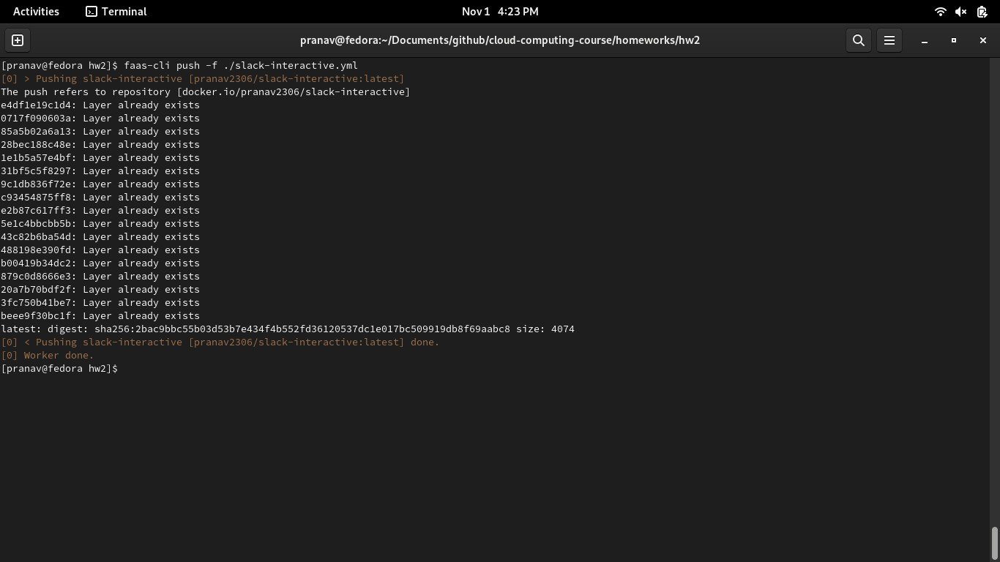 Activities Terminal Nov 1 4:23 PM
pranav@fedora:~/Documents/github/cloud-computing-course/homeworks/hw2
[pranav@fedora hw2]$ faas-cli push -f ./slack-interactive.yml
[0] > Pushing slack-interactive [pranav2306/slack-interactive:latest]
The push refers to repository [docker.io/pranav2306/slack-interactive]
e4df1e19c1d4: Layer already exists
0717f090603a: Layer already exists
85a5b02a6a13: Layer already exists
28bec188c48e: Layer already exists
1e1b5a57e4bf: Layer already exists
31bf5c5f8297: Layer already exists
9c1db836f72e: Layer already exists
c93454875ff8: Layer already exists
e2b87c617ff3: Layer already exists
5e1c4bbcbb5b: Layer already exists
43c82b6ba54d: Layer already exists
488198e390fd: Layer already exists
b00419b34dc2: Layer already exists
879c0d8666e3: Layer already exists
20a7b70bdf2f: Layer already exists
3fc750b41be7: Layer already exists
beee9f30bc1f: Layer already exists
latest: digest: sha256:2bac9bbc55b03d53b7e434f4b552fd36120537dc1e017bc509919db8f69aabc8 size: 4074
[0] < Pushing slack-interactive [pranav2306/slack-interactive:latest] done.
[0] Worker done.
[pranav@fedora hw2]$